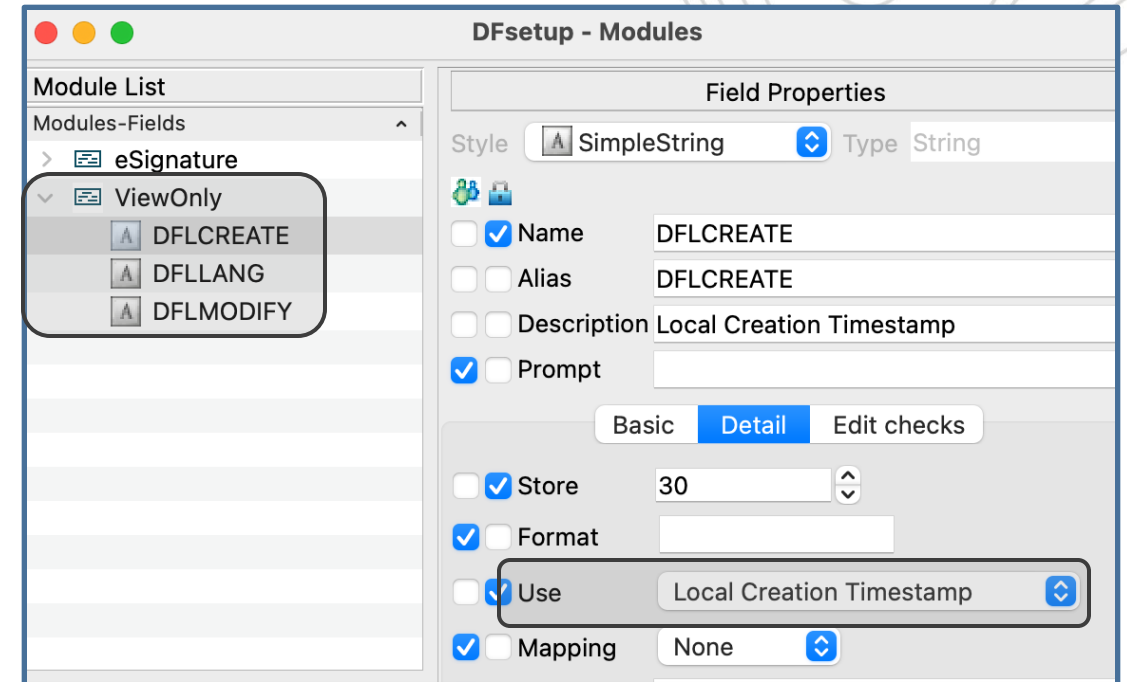 DFsetup - Modules
Module List
Modules-Fields
eSignature
ViewOnly
DFLCREATE
DFLLANG
DFLMODIFY
Field Properties
Style SimpleString Type String
Name DFLCREATE
Alias DFLCREATE
Description Local Creation Timestamp
Prompt
Basic Detail Edit checks
Store 30
Format
Use Local Creation Timestamp
Mapping None